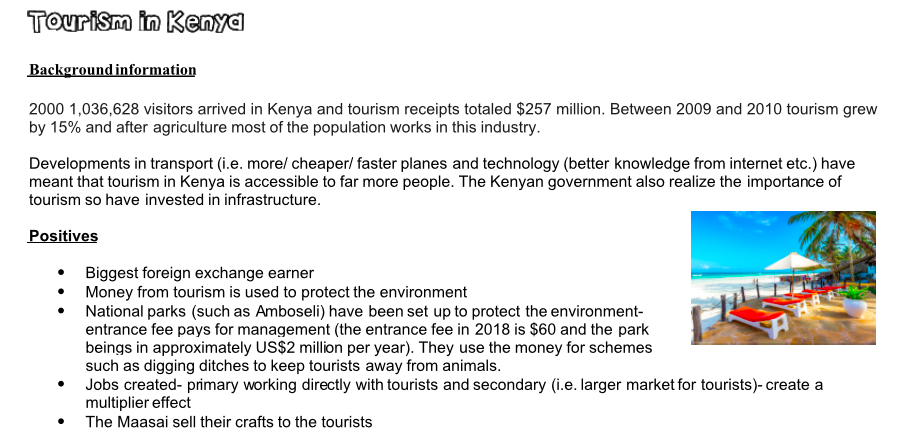 Tourism in Kenya
Background information
2000 1,036,628 visitors arrived in Kenya and tourism receipts totaled $257 million. Between 2009 and 2010 tourism grew
by 15% and after agriculture most of the population works in this industry.
Developments in transport (i.e. more/ cheaper/ faster planes and technology (better knowledge from internet etc.) have
meant that tourism in Kenya is accessible to far more people. The Kenyan government also realize the importance of
tourism so have invested in infrastructure.
Positives
• Biggest foreign exchange earner
• Money from tourism is used to protect the environment
• National parks (such as Amboseli) have been set up to protect the environment-
entrance fee pays for management (the entrance fee in 2018 is $60 and the park
beings in approximately US$2 million per year). They use the money for schemes
such as digging ditches to keep tourists away from animals.
• Jobs created- primary working directly with tourists and secondary (i.e. larger market for tourists)- create a
multiplier effect
• The Maasai sell their crafts to the tourists